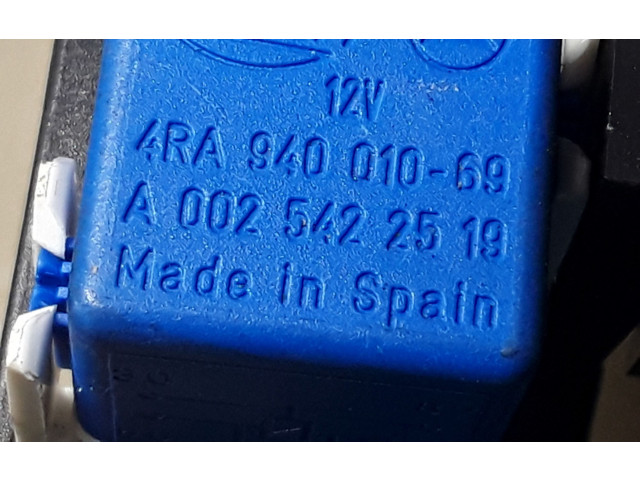 12V
4RA 940 010-69
A 002 542 25 19
Made in Spain